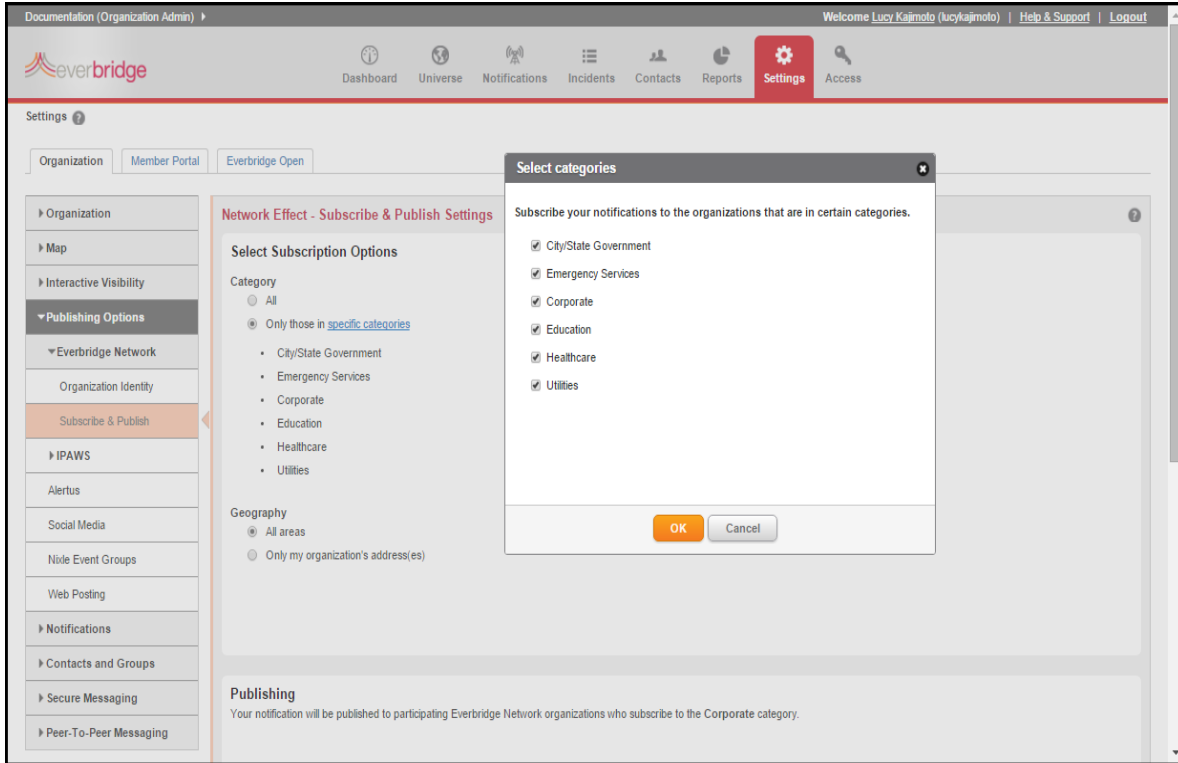 Documentation (Organization Admin)
Welcome Lucy Kajimoto (lucykajimoto) | Help & Support | Logout
everbridge
Dashboard
Universe
Notifications
Incidents
Contacts
Reports
Settings
Access
Settings
Organization
Member Portal
Everbridge Open
Organization
Map
Interactive Visibility
Publishing Options
Everbridge Network
Organization Identity
Subscribe & Publish
IPAWS
Alertus
Social Media
Nixle Event Groups
Web Posting
Notifications
Contacts and Groups
Secure Messaging
Peer-To-Peer Messaging
Network Effect - Subscribe & Publish Settings
Select Subscription Options
Category
All
Only those in specific categories
• City/State Government
• Emergency Services
• Corporate
• Education
• Healthcare
• Utilities
Geography
All areas
Only my organization's address(es)
Publishing
Your notification will be published to participating Everbridge Network organizations who subscribe to the Corporate category.
Select categories
Subscribe your notifications to the organizations that are in certain categories.
City/State Government
Emergency Services
Corporate
Education
Healthcare
Utilities
OK
Cancel